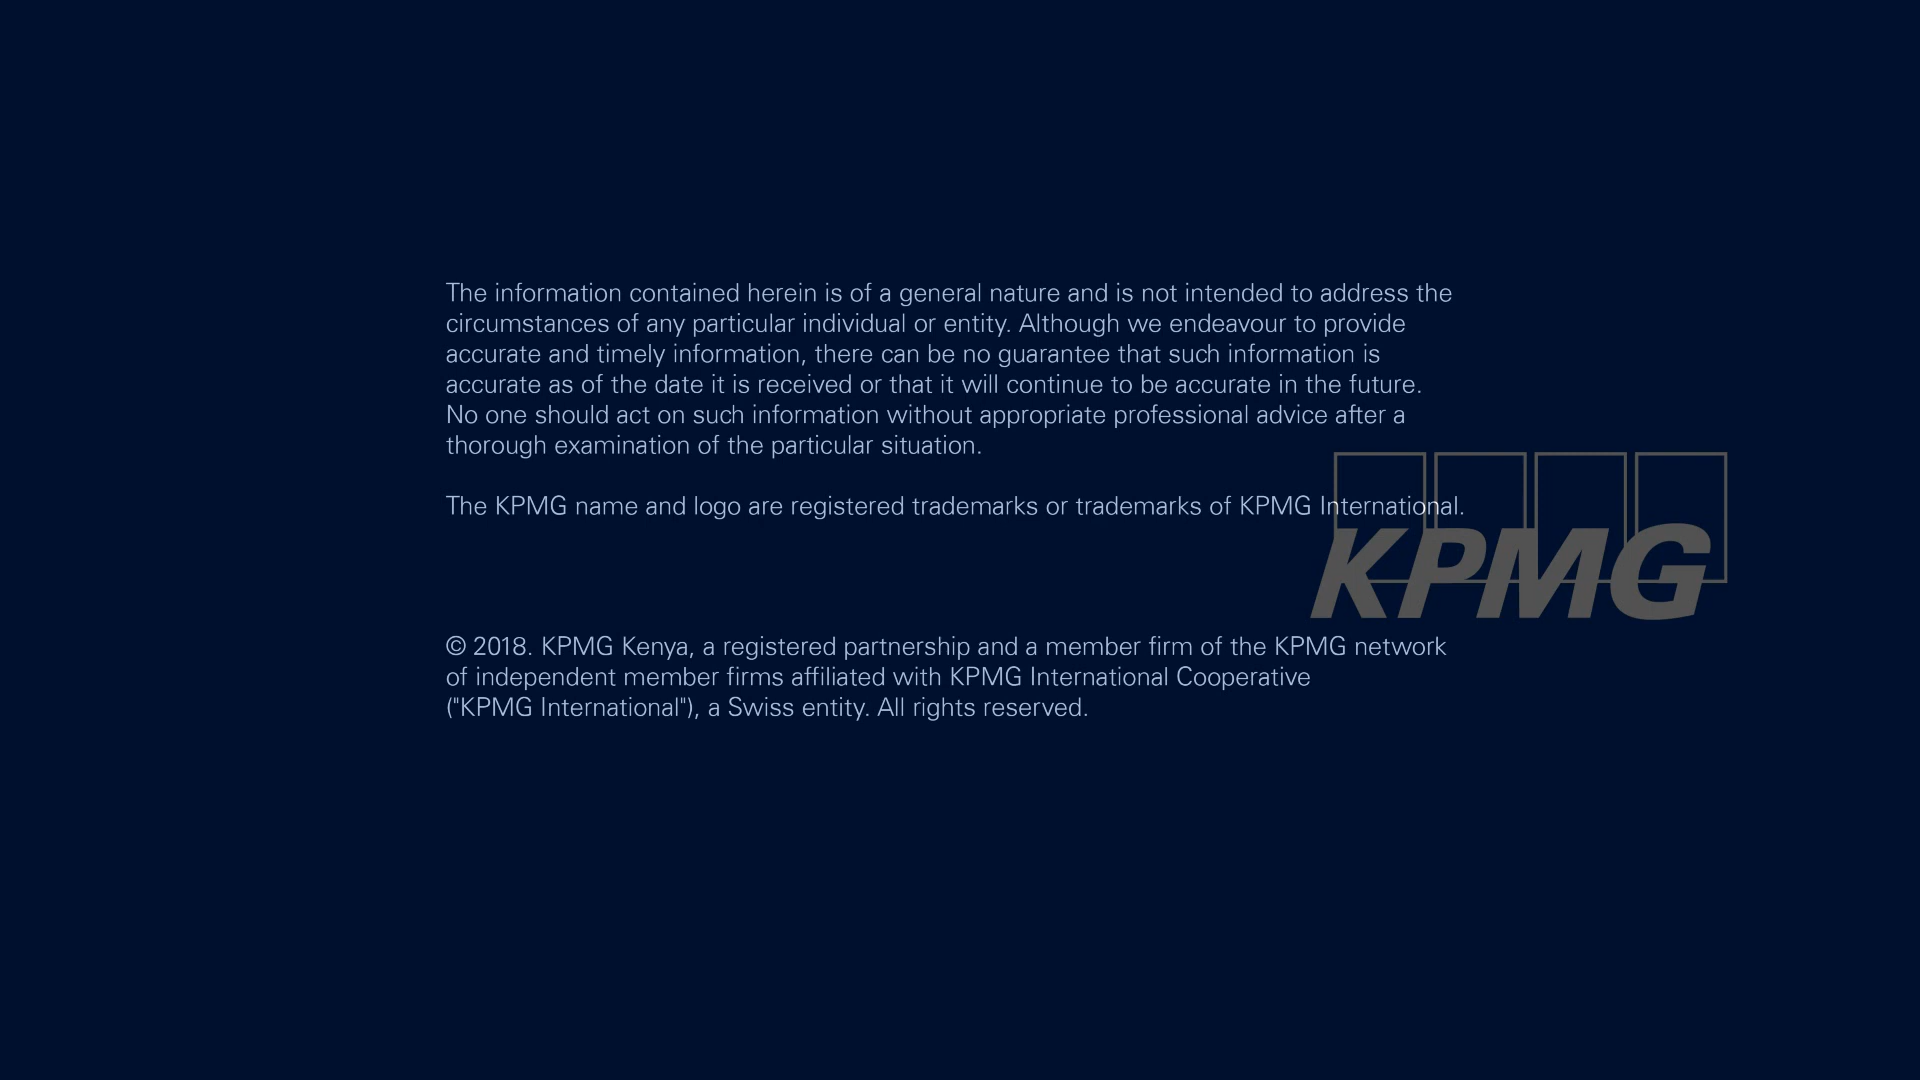 The information contained herein is of a general nature and is not intended to address the
circumstances of any particular individual or entity. Although we endeavour to provide
accurate and timely information, there can be no guarantee that such information is
accurate as of the date it is received or that it will continue to be accurate in the future.
No one should act on such information without appropriate professional advice after a
thorough examination of the particular situation.
The KPMG name and logo are registered trademarks or trademarks of KPMG International.
KPMG
© 2018. KPMG Kenya, a registered partnership and a member firm of the KPMG network
of independent member firms affiliated with KPMG International Cooperative
("KPMG International"), a Swiss entity. All rights reserved.